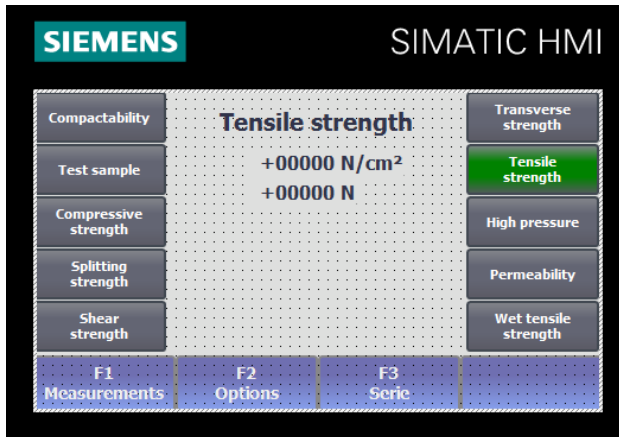 SIEMENS
SIMATIC HMI
Compactability
Test sample
Compressive
strength
Splitting
strength
Shear
strength
Tensile strength
+00000 N/cm²
+00000 N
Transverse
strength
Tensile
strength
High pressure
Permeability
Wet tensile
strength
F1
Measurements
F2
Options
F3
Serie